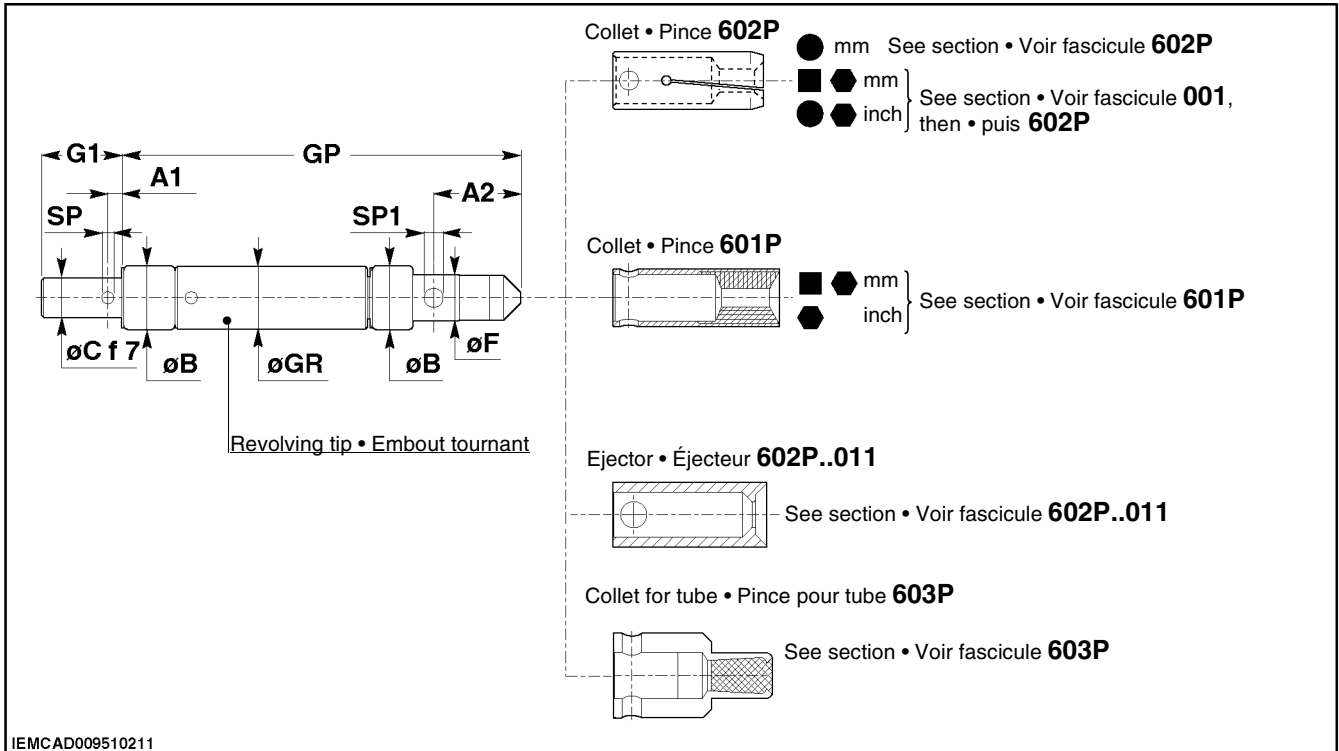 Collet • Pince 602P
mm See section • Voir fascicule 602P
mm
inch
See section • Voir fascicule 001,
then • puis 602P
G1
GP
A1
A2
SP
SP1
øC f 7
øB
øGR
øB
øF
Revolving tip • Embout tournant
Collet • Pince 601P
mm
inch
See section • Voir fascicule 601P
Ejector • Éjecteur 602P..011
See section • Voir fascicule 602P..011
Collet for tube • Pince pour tube 603P
See section • Voir fascicule 603P
IEMCAD009510211